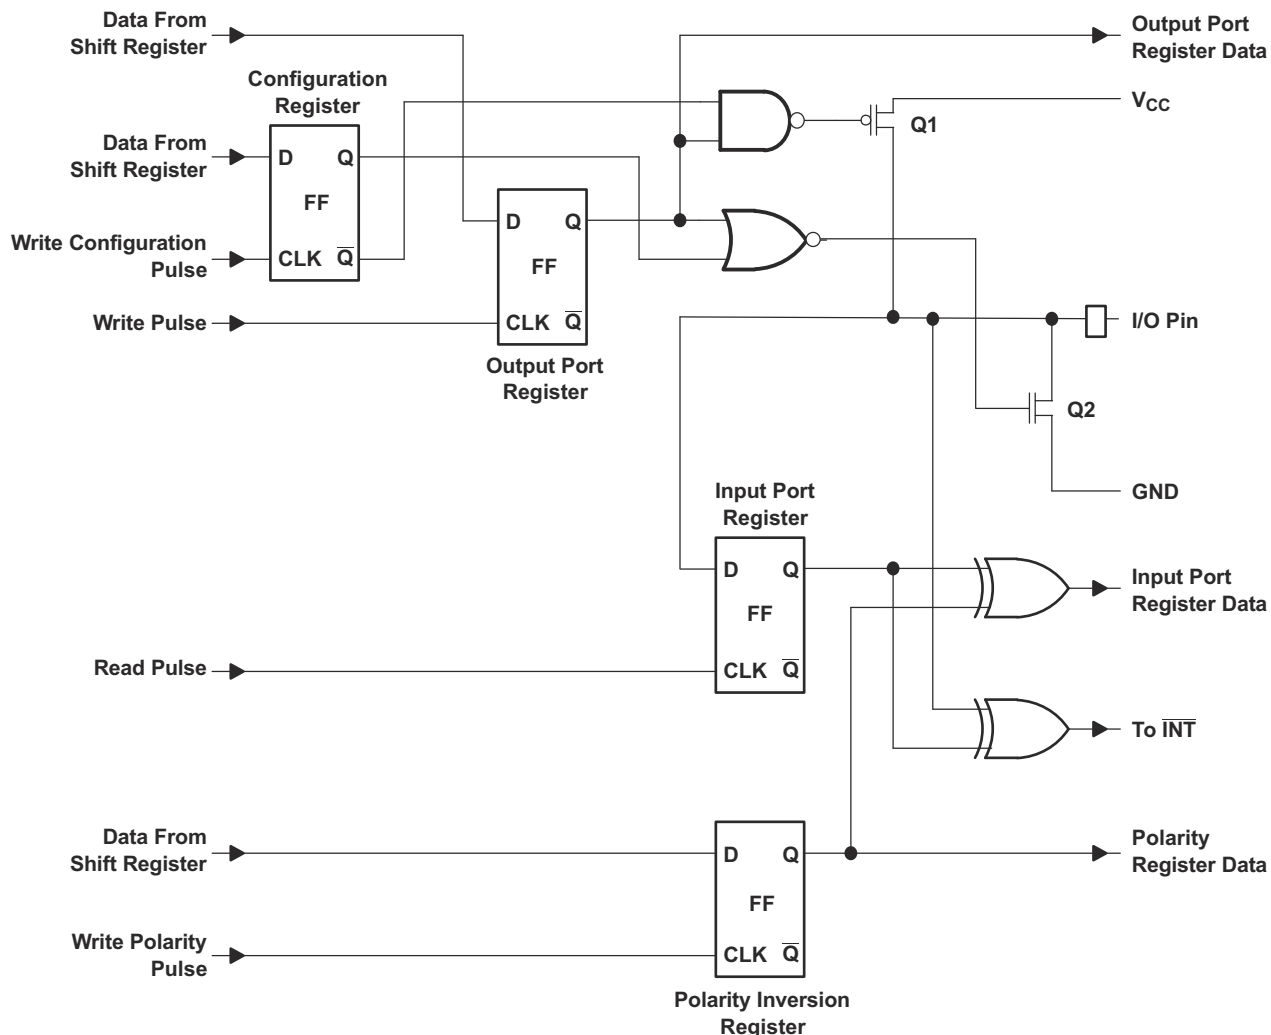 Data From
Shift Register
Output Port
Register Data
Configuration
Register
V<sub>CC</sub>
Q1
Data From
Shift Register
D Q
FF
CLK Q̅
Write Configuration
Pulse
D Q
FF
CLK Q̅
Write Pulse
Output Port
Register
I/O Pin
Q2
GND
Input Port
Register
D Q
FF
CLK Q̅
Input Port
Register Data
Read Pulse
To I̅N̅T̅
Data From
Shift Register
D Q
FF
CLK Q̅
Polarity
Register Data
Write Polarity
Pulse
Polarity Inversion
Register